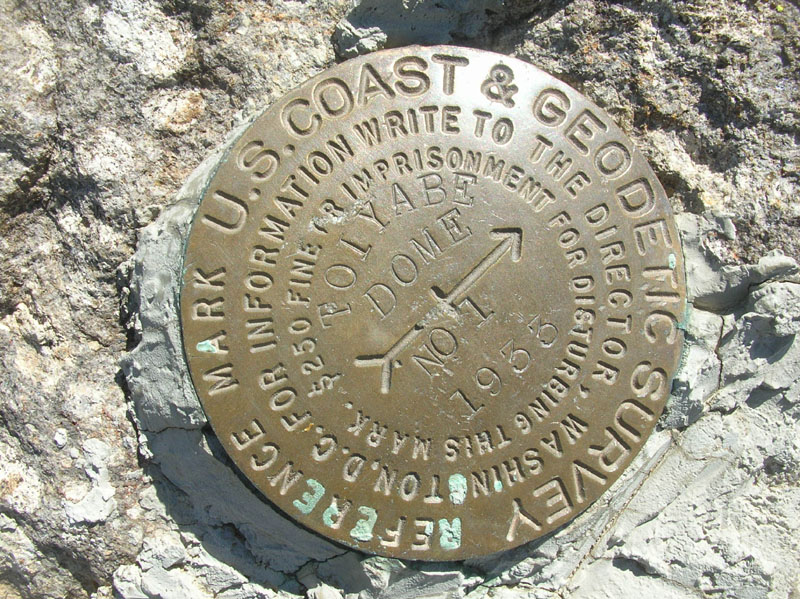 U.S. COAST & GEODETIC SURVEY
REFERENCE MARK
FOR INFORMATION WRITE TO THE DIRECTOR, WASHINGTON, D.C.
$250 FINE OR IMPRISONMENT FOR DISTURBING THIS MARK.
TOIYABE
DOME
NO 1
1933